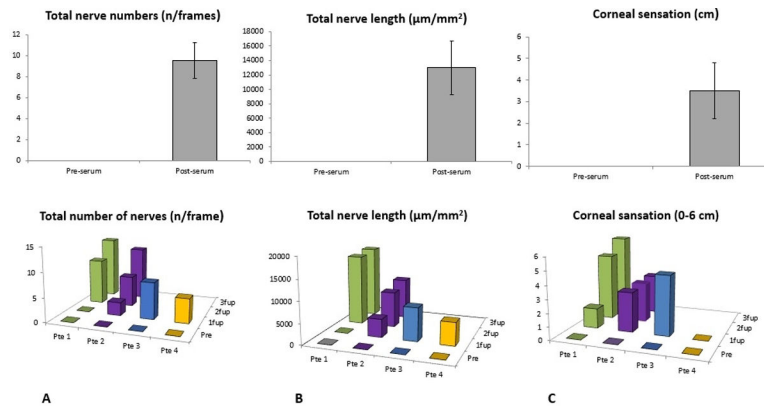 Total nerve numbers (n/frames)
12
10
8
6
4
2
0
Pre-serum
Post-serum
Total nerve length (µm/mm²)
18000
16000
14000
12000
10000
8000
6000
4000
2000
0
Pre-serum
Post-serum
Corneal sensation (cm)
6
5
4
3
2
1
0
Pre-serum
Post-serum
Total number of nerves (n/frame)
15
10
5
0
Pte 1
Pte 2
Pte 3
Pte 4
3fup
2fup
1fup
Pre
Total nerve length (µm/mm²)
20000
15000
10000
5000
0
Pte 1
Pte 2
Pte 3
Pte 4
3fup
2fup
1fup
Pre
Corneal sansation (0-6 cm)
6
5
4
3
2
1
0
Pte 1
Pte 2
Pte 3
Pte 4
3fup
2fup
1fup
Pre
A
B
C